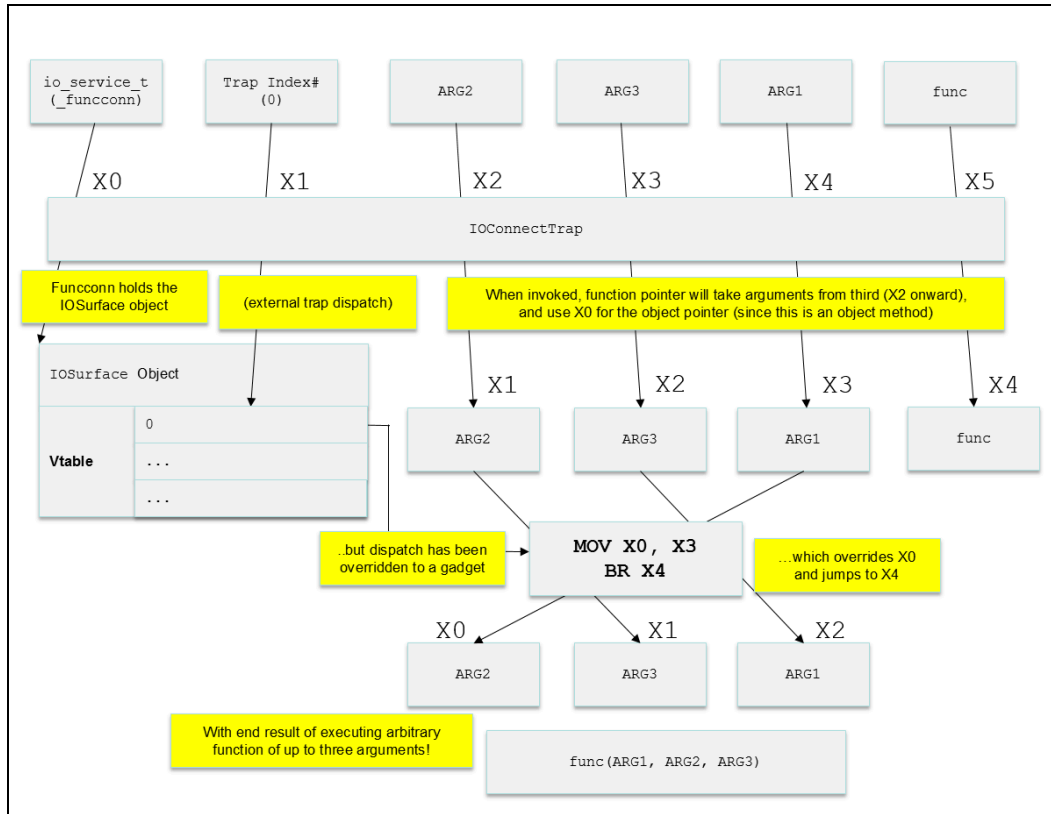 io_service_t
(_funcconn)
Trap Index#
(0)
ARG2
ARG3
ARG1
func
X0
X1
X2
X3
X4
X5
IOConnectTrap
Funcconn holds the
IOSurface object
(external trap dispatch)
When invoked, function pointer will take arguments from third (X2 onward),
and use X0 for the object pointer (since this is an object method)
IOSurface Object
Vtable
0
...
...
X1
X2
X3
X4
ARG2
ARG3
ARG1
func
..but dispatch has been
overridden to a gadget
MOV X0, X3
BR X4
...which overrides X0
and jumps to X4
X0
X1
X2
ARG2
ARG3
ARG1
With end result of executing arbitrary
function of up to three arguments!
func(ARG1, ARG2, ARG3)